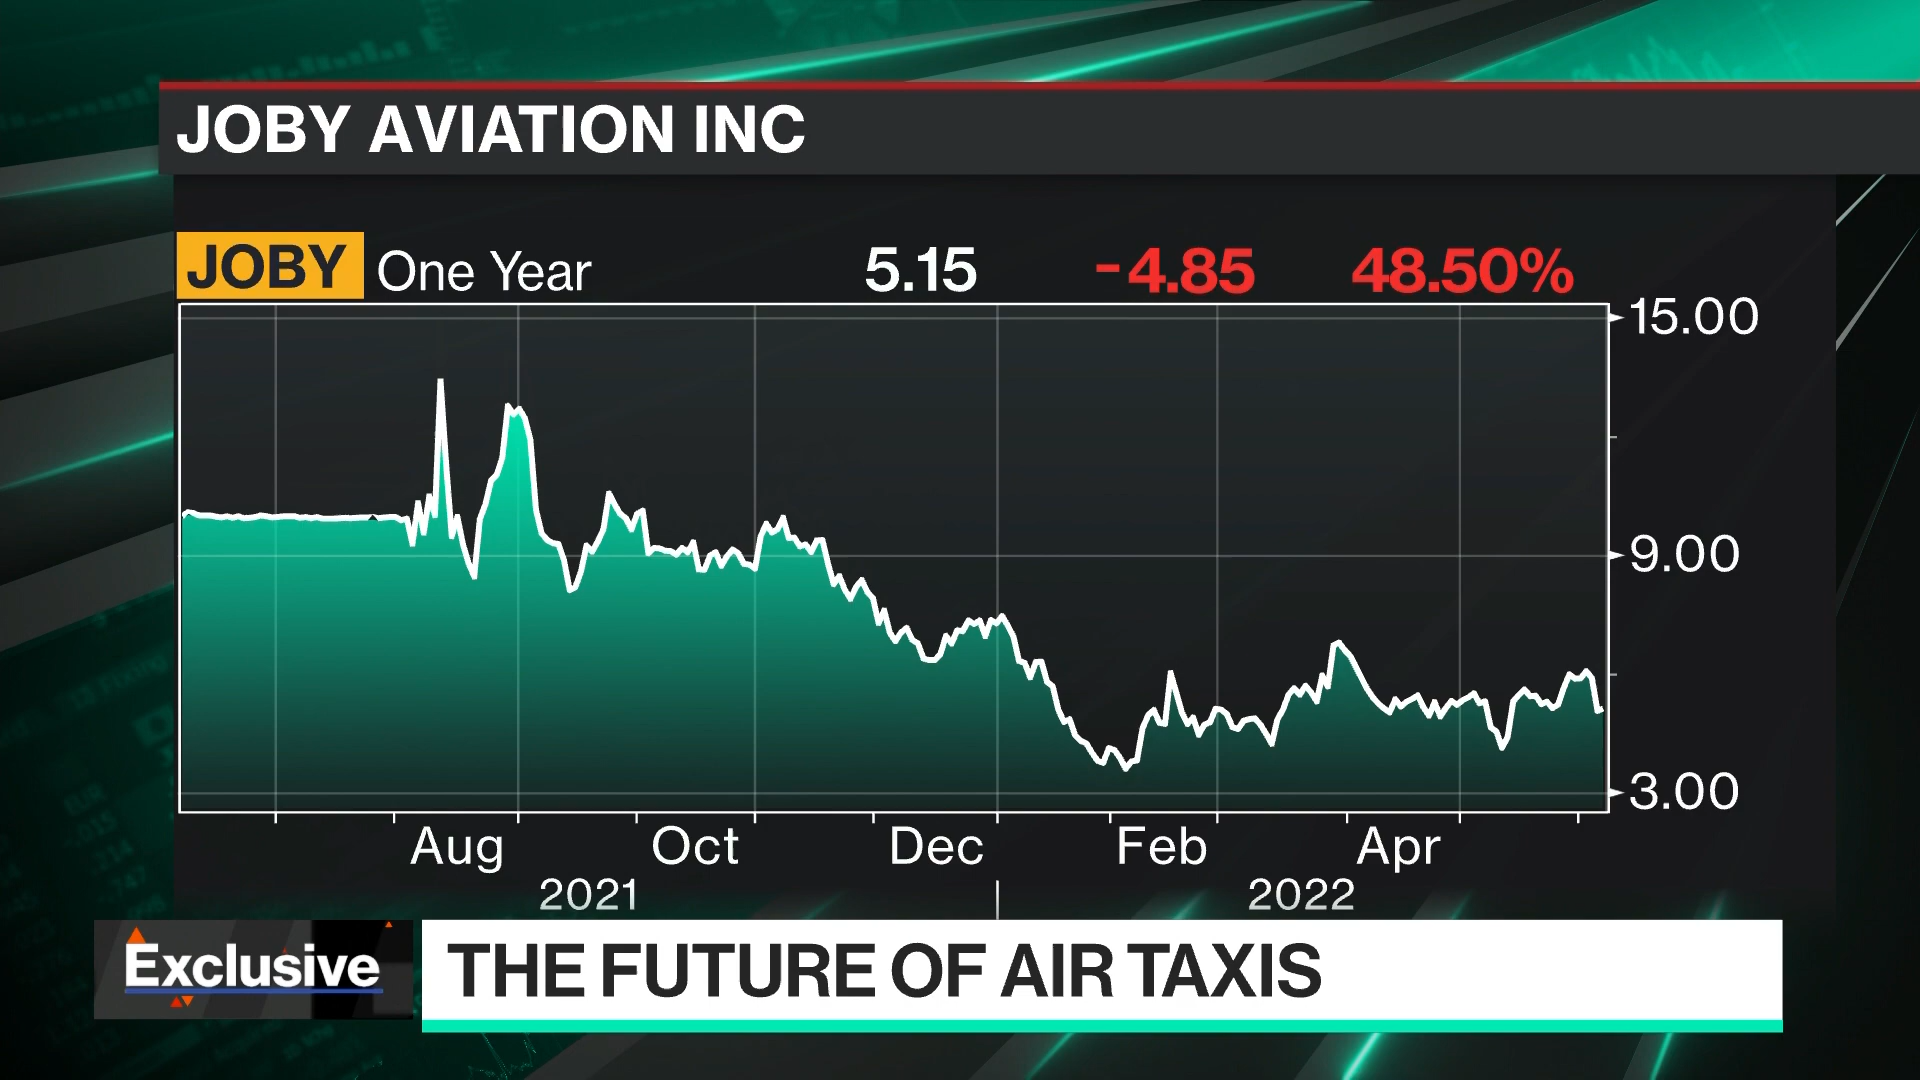 JOBY AVIATION INC
JOBY One Year 5.15 -4.85 48.50%
15.00
9.00
3.00
Aug Oct Dec Feb Apr
2021 2022
Exclusive
THE FUTURE OF AIR TAXIS